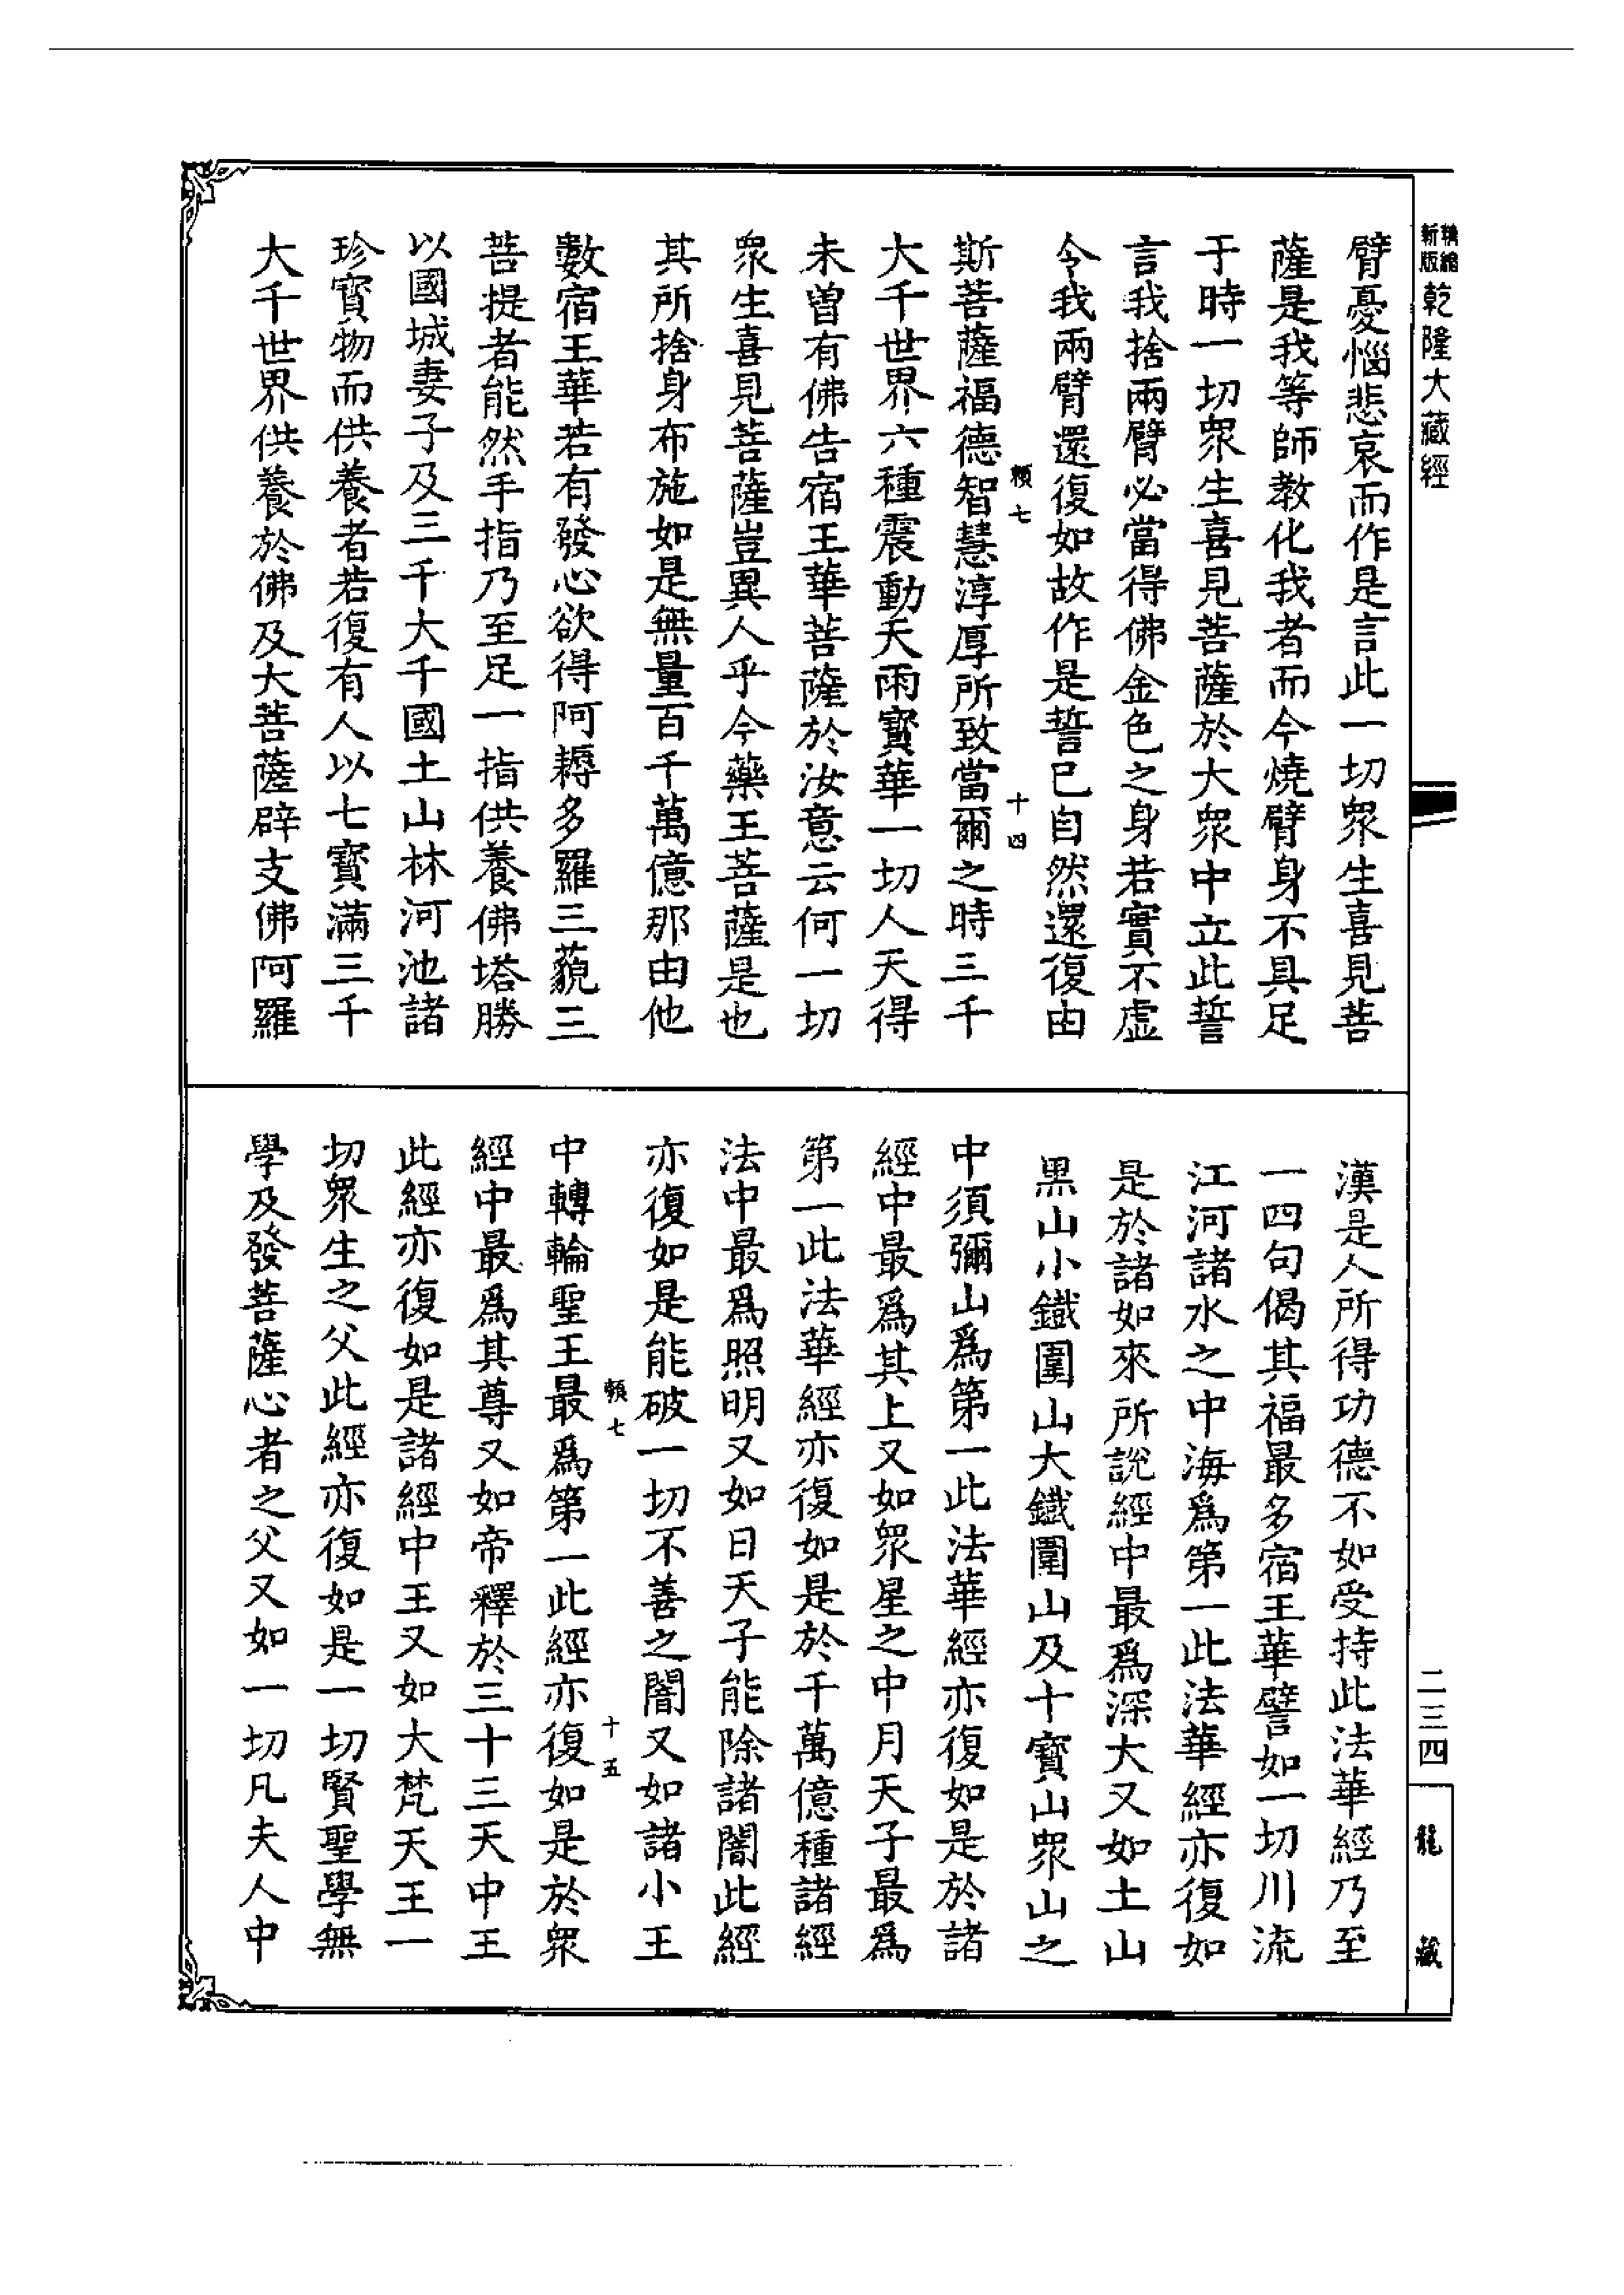 精縮新版乾隆大藏經
臂憂惱悲哀而作是言此一切眾生喜見菩
薩是我等師教化我者而今燒臂身不具足
于時一切眾生喜見菩薩於大眾中立此誓
言我捨兩臂必當得佛金色之身若實不虛
令我兩臂還復如故作是誓已自然還復由
頼七
十四
斯菩薩福德智慧淳厚所致當爾之時三千
大千世界六種震動天雨寶華一切人天得
未曾有佛告宿王華菩薩於汝意云何一切
眾生喜見菩薩豈異人乎今藥王菩薩是也
其所捨身布施如是無量百千萬億那由他
數宿王華若有發心欲得阿耨多羅三藐三
菩提者能然手指乃至足一指供養佛塔勝
以國城妻子及三千大千國土山林河池諸
珍寶物而供養者若復有人以七寶滿三千
大千世界供養於佛及大菩薩辟支佛阿羅
漢是人所得功德不如受持此法華經乃至
一四句偈其福最多宿王華譬如一切川流
江河諸水之中海爲第一此法華經亦復如
是於諸如來所說經中最爲深大又如土山
黑山小鐵圍山大鐵圍山及十寶山眾山之
中須彌山爲第一此法華經亦復如是於諸
經中最爲其上又如眾星之中月天子最爲
第一此法華經亦復如是於千萬億種諸經
法中最爲照明又如日天子能除諸闇此經
亦復如是能破一切不善之闇又如諸小王
頼七
十五
中轉輪聖王最爲第一此經亦復如是於眾
經中最爲其尊又如帝釋於三十三天中王
此經亦復如是諸經中王又如大梵天王一
切眾生之父此經亦復如是一切賢聖學無
學及發菩薩心者之父又如一切凡夫人中
二三四
龍藏